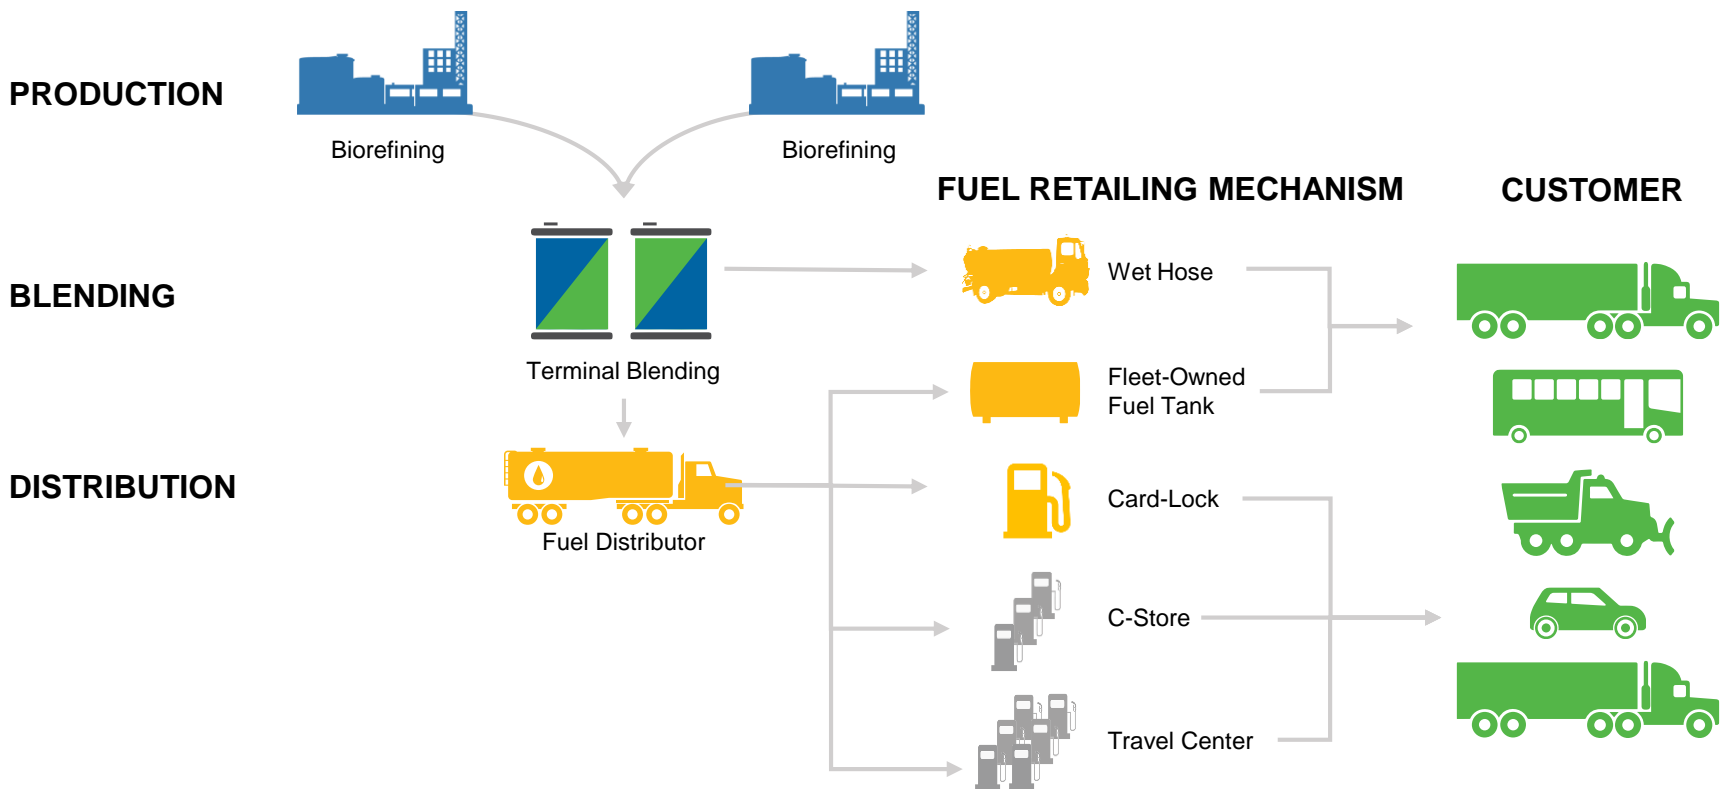 PRODUCTION
Biorefining
Biorefining
FUEL RETAILING MECHANISM
CUSTOMER
BLENDING
Wet Hose
Terminal Blending
Fleet-Owned
Fuel Tank
DISTRIBUTION
Fuel Distributor
Card-Lock
C-Store
Travel Center